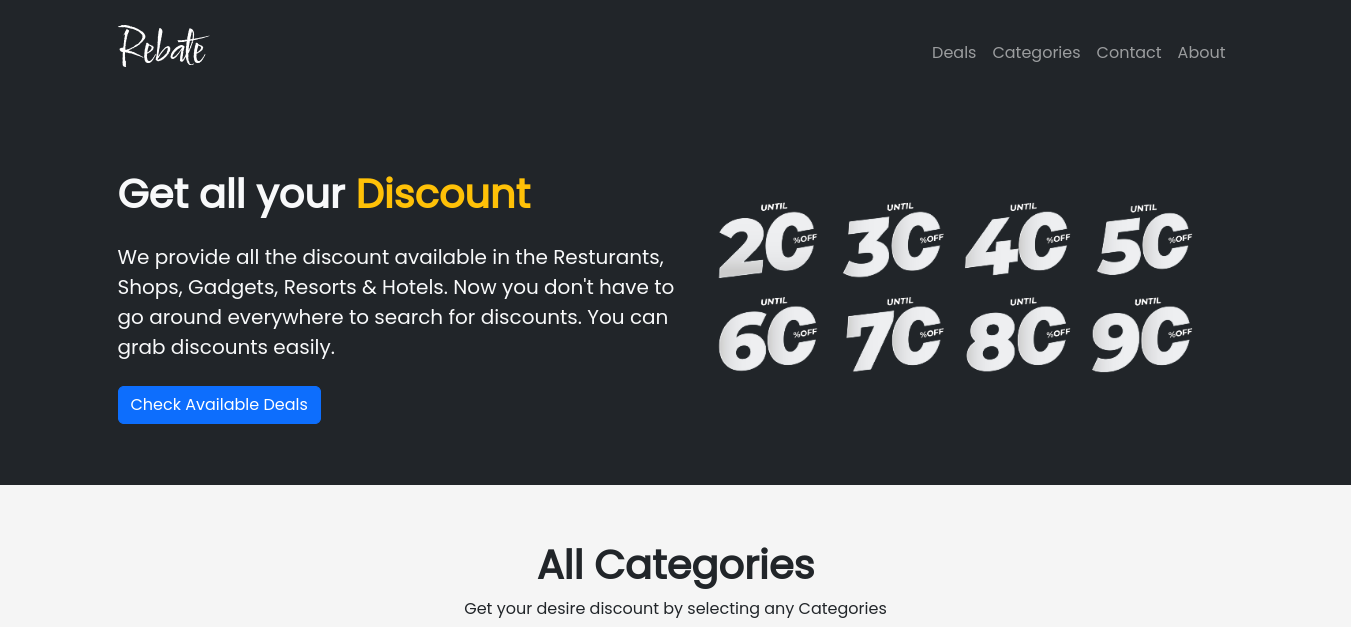 Rebate
Deals Categories Contact About
Get all your Discount
We provide all the discount available in the Resturants,
Shops, Gadgets, Resorts & Hotels. Now you don't have to
go around everywhere to search for discounts. You can
grab discounts easily.
Check Available Deals
UNTIL UNTIL UNTIL UNTIL
20 %OFF 30 %OFF 40 %OFF 50 %OFF
UNTIL UNTIL UNTIL UNTIL
60 %OFF 70 %OFF 80 %OFF 90 %OFF
All Categories
Get your desire discount by selecting any Categories